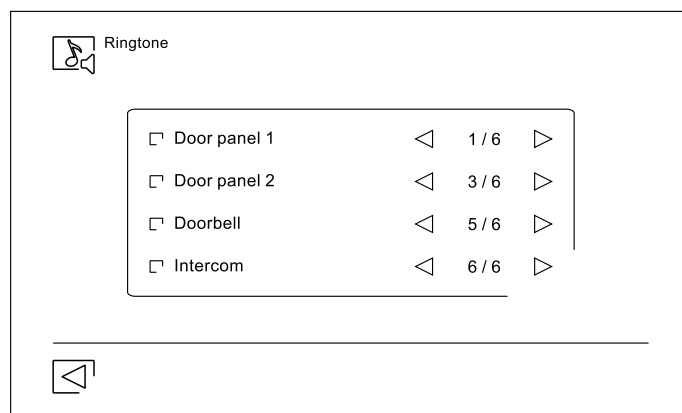 Ringtone
Door panel 1 1 / 6
Door panel 2 3 / 6
Doorbell 5 / 6
Intercom 6 / 6